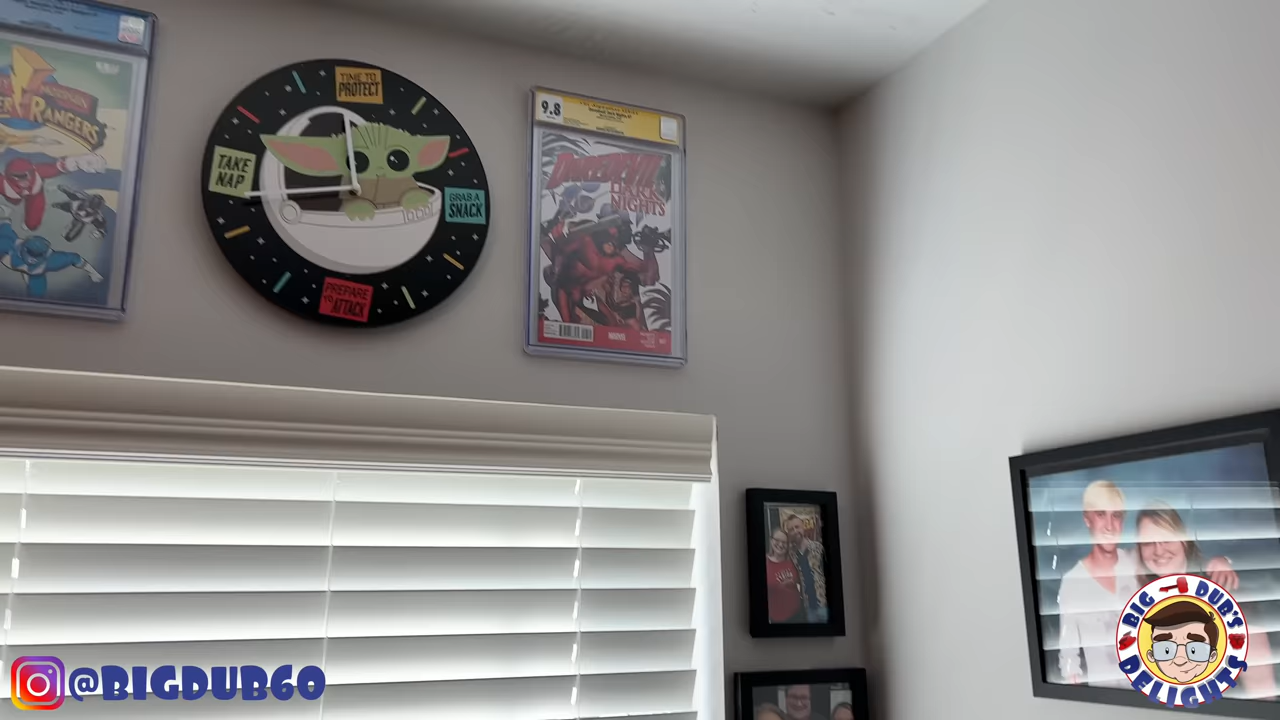 RANGERS
TIME TO
PROTECT
TAKE
NAP
GRAB A
SNACK
PREPARE
TO ATTACK
9.8
DAREDEVIL
DARK
NIGHTS
MARVEL
@BIGDUB60
BIG DUB'S
DELIGHTS